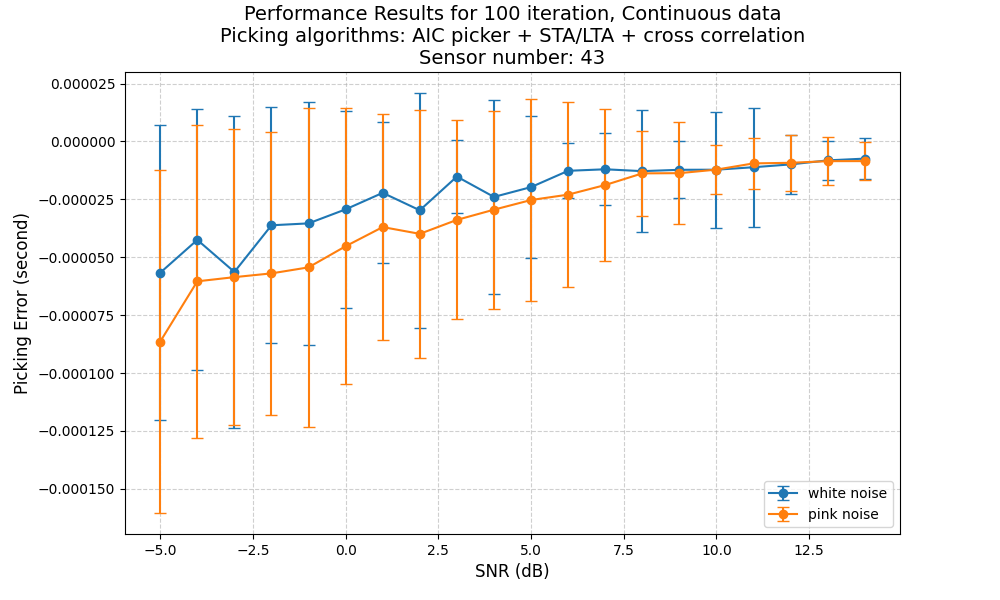 Performance Results for 100 iteration, Continuous data
Picking algorithms: AIC picker + STA/LTA + cross correlation
Sensor number: 43
0.000025
0.000000
−0.000025
−0.000050
−0.000075
−0.000100
−0.000125
−0.000150
Picking Error (second)
−5.0
−2.5
0.0
2.5
5.0
7.5
10.0
12.5
SNR (dB)
white noise
pink noise